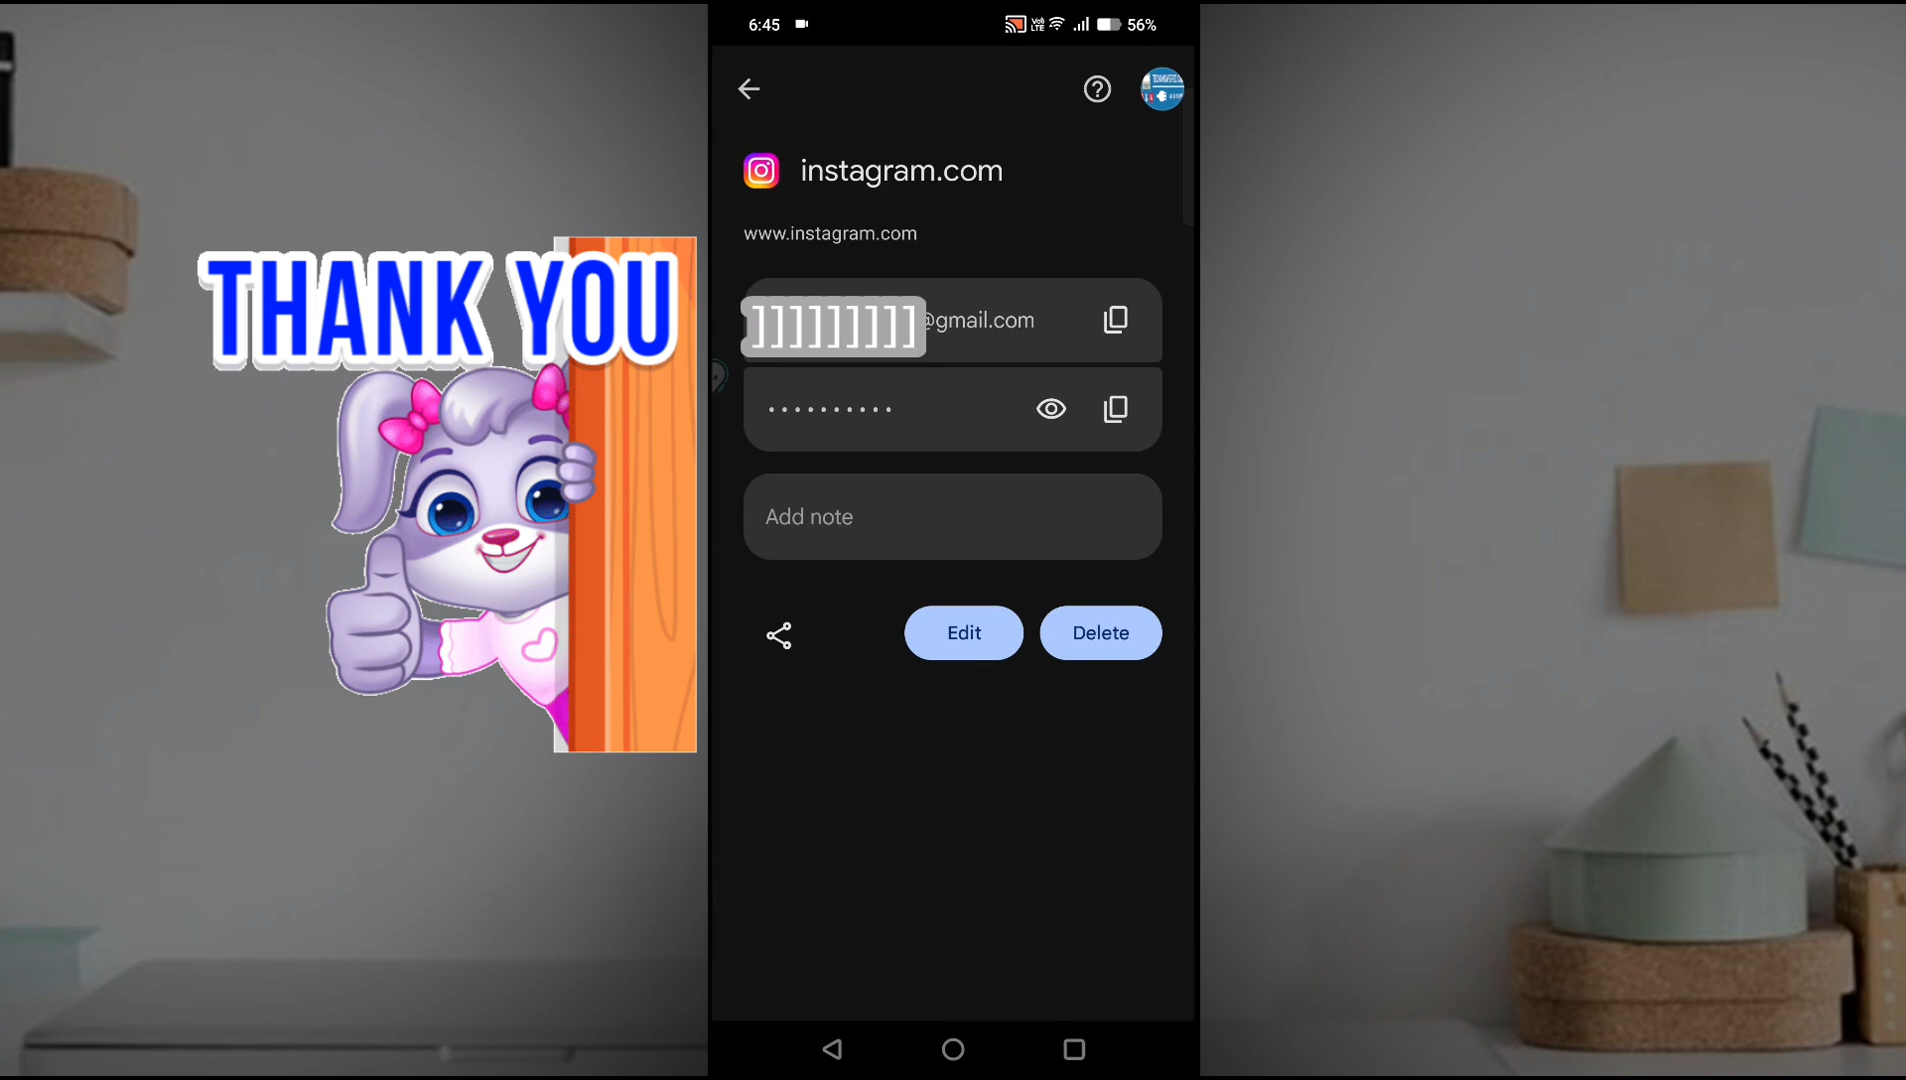 6:45
56%
instagram.com
www.instagram.com
THANK YOU
]]]]]]]]]@gmail.com
••••••••••
Add note
Edit
Delete